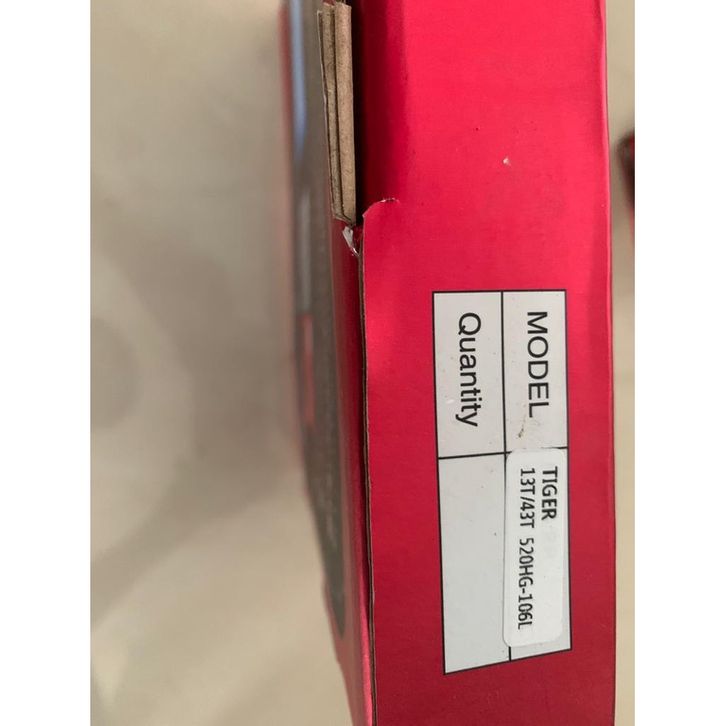 MODEL
TIGER
13T/43T 520HG-106L
Quantity